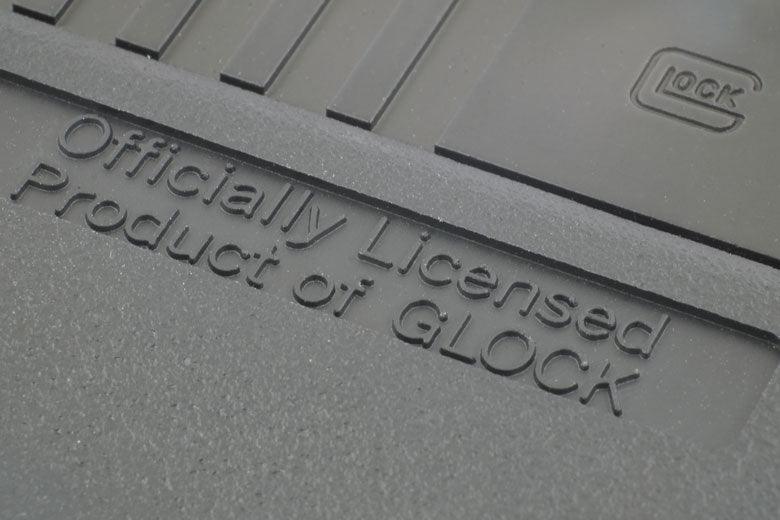 GLOCK
Officially Licensed
Product of GLOCK